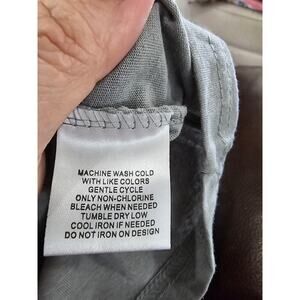 MACHINE WASH COLD
WITH LIKE COLORS
GENTLE CYCLE
ONLY NON-CHLORINE
BLEACH WHEN NEEDED
TUMBLE DRY LOW
COOL IRON IF NEEDED
DO NOT IRON ON DESIGN